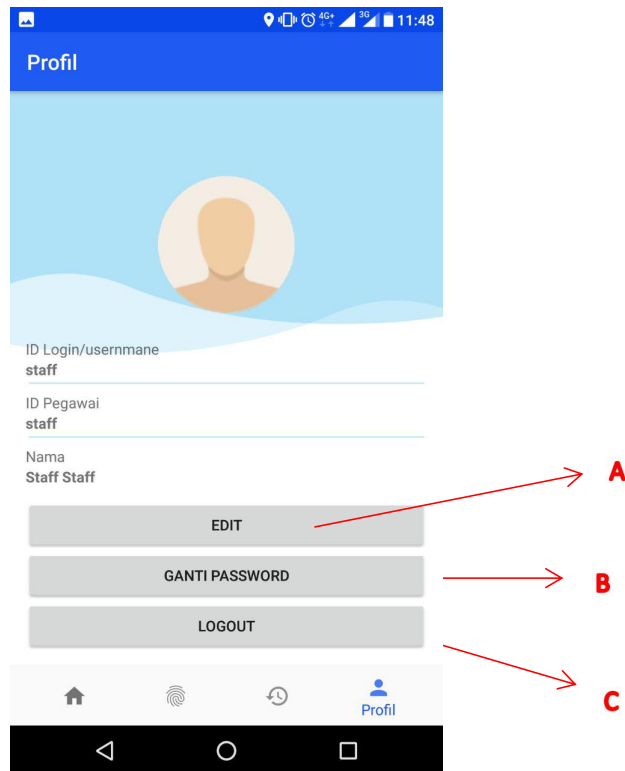 4G+ 3G 11:48
Profil
ID Login/usernmane
staff
ID Pegawai
staff
Nama
Staff Staff
A
EDIT
GANTI PASSWORD
B
LOGOUT
C
Profil